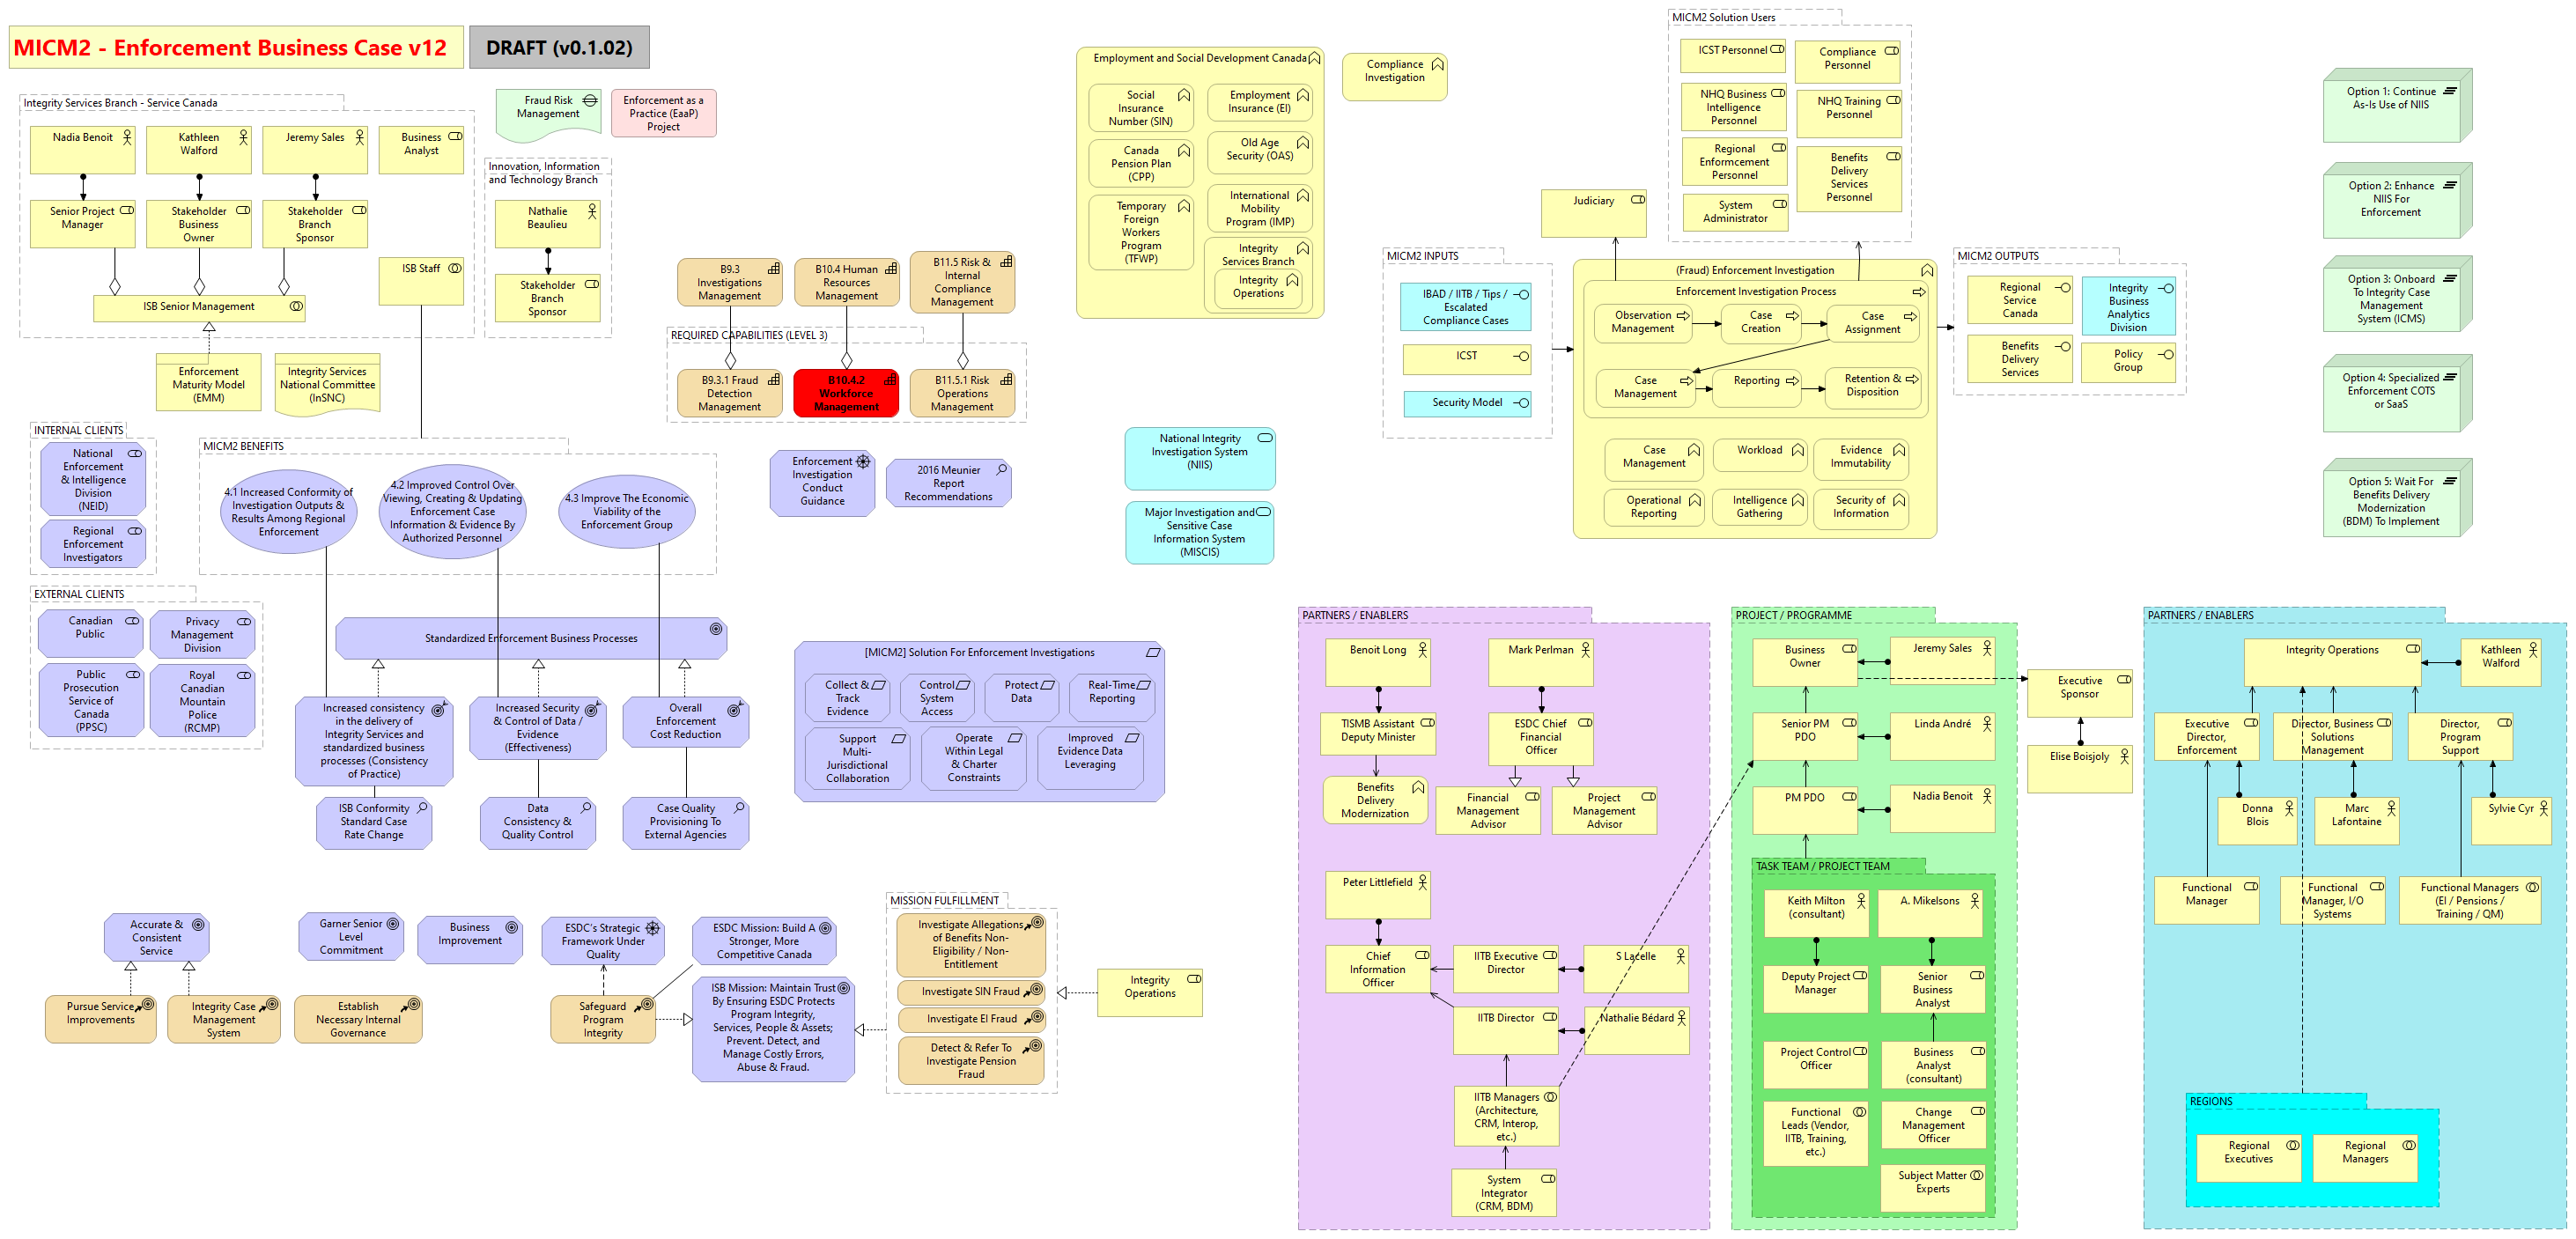 MICM2 - Enforcement Business Case v12
DRAFT (v0.1.02)
Integrity Services Branch - Service Canada
Nadia Benoit
Kathleen
Walford
Jeremy Sales
Business
Analyst
Senior Project
Manager
Stakeholder
Business
Owner
Stakeholder
Branch
Sponsor
ISB Staff
ISB Senior Management
Enforcement
Maturity Model
(EMM)
Integrity Services
National Committee
(InSNC)
Fraud Risk
Management
Enforcement as a
Practice (EaaP)
Project
Innovation, Information
and Technology Branch
Nathalie
Beaulieu
Stakeholder
Branch
Sponsor
B9.3
Investigations
Management
B10.4 Human
Resources
Management
B11.5 Risk &
Internal
Compliance
Management
REQUIRED CAPABILITIES (LEVEL 3)
B9.3.1 Fraud
Detection
Management
B10.4.2
Workforce
Management
B11.5.1 Risk
Operations
Management
Employment and Social Development Canada
Social
Insurance
Number (SIN)
Employment
Insurance (EI)
Canada
Pension Plan
(CPP)
Old Age
Security (OAS)
Temporary
Foreign
Workers
Program
(TFWP)
International
Mobility
Program (IMP)
Integrity
Services Branch
Integrity
Operations
Compliance
Investigation
MICM2 Solution Users
ICST Personnel
Compliance
Personnel
NHQ Business
Intelligence
Personnel
NHQ Training
Personnel
Regional
Enformcement
Personnel
Benefits
Delivery
Services
Personnel
System
Administrator
Judiciary
MICM2 INPUTS
IBAD / IITB / Tips /
Escalated
Compliance Cases
ICST
Security Model
(Fraud) Enforcement Investigation
Enforcement Investigation Process
Observation
Management
Case
Creation
Case
Assignment
Case
Management
Reporting
Retention &
Disposition
Case
Management
Workload
Evidence
Immutability
Operational
Reporting
Intelligence
Gathering
Security of
Information
MICM2 OUTPUTS
Regional
Service
Canada
Integrity
Business
Analytics
Division
Benefits
Delivery
Services
Policy
Group
Option 1: Continue
As-Is Use of NIIS
Option 2: Enhance
NIIS For
Enforcement
Option 3: Onboard
To Integrity Case
Management
System (ICMS)
Option 4: Specialized
Enforcement COTS
or SaaS
Option 5: Wait For
Benefits Delivery
Modernization
(BDM) To Implement
INTERNAL CLIENTS
National
Enforcement
& Intelligence
Division
(NEID)
Regional
Enforcement
Investigators
MICM2 BENEFITS
4.1 Increased Conformity of
Investigation Outputs &
Results Among Regional
Enforcement
4.2 Improved Control Over
Viewing, Creating & Updating
Enforcement Case
Information & Evidence By
Authorized Personnel
4.3 Improve The Economic
Viability of the
Enforcement Group
Enforcement
Investigation
Conduct
Guidance
2016 Meunier
Report
Recommendations
National Integrity
Investigation System
(NIIS)
Major Investigation and
Sensitive Case
Information System
(MISCIS)
EXTERNAL CLIENTS
Canadian
Public
Privacy
Management
Division
Public
Prosecution
Service of
Canada
(PPSC)
Royal
Canadian
Mountain
Police
(RCMP)
Standardized Enforcement Business Processes
Increased consistency
in the delivery of
Integrity Services and
standardized business
processes (Consistency
of Practice)
Increased Security
& Control of Data /
Evidence
(Effectiveness)
Overall
Enforcement
Cost Reduction
ISB Conformity
Standard Case
Rate Change
Data
Consistency &
Quality Control
Case Quality
Provisioning To
External Agencies
[MICM2] Solution For Enforcement Investigations
Collect &
Track
Evidence
Control
System
Access
Protect
Data
Real-Time
Reporting
Support
Multi-
Jurisdictional
Collaboration
Operate
Within Legal
& Charter
Constraints
Improved
Evidence Data
Leveraging
Accurate &
Consistent
Service
Garner Senior
Level
Commitment
Business
Improvement
ESDC's Strategic
Framework Under
Quality
ESDC Mission: Build A
Stronger, More
Competitive Canada
Pursue Service
Improvements
Integrity Case
Management
System
Establish
Necessary Internal
Governance
Safeguard
Program
Integrity
ISB Mission: Maintain Trust
By Ensuring ESDC Protects
Program Integrity,
Services, People & Assets;
Prevent. Detect, and
Manage Costly Errors,
Abuse & Fraud.
MISSION FULFILLMENT
Investigate Allegations
of Benefits Non-
Eligibility / Non-
Entitlement
Investigate SIN Fraud
Investigate EI Fraud
Detect & Refer To
Investigate Pension
Fraud
Integrity
Operations
PARTNERS / ENABLERS
Benoit Long
Mark Perlman
TISMB Assistant
Deputy Minister
ESDC Chief
Financial
Officer
Benefits
Delivery
Modernization
Financial
Management
Advisor
Project
Management
Advisor
Peter Littlefield
Chief
Information
Officer
IITB Executive
Director
S Lacelle
IITB Director
Nathalie Bédard
IITB Managers
(Architecture,
CRM, Interop,
etc.)
System
Integrator
(CRM, BDM)
PROJECT / PROGRAMME
Business
Owner
Jeremy Sales
Senior PM
PDO
Linda André
PM PDO
Nadia Benoit
TASK TEAM / PROJECT TEAM
Keith Milton
(consultant)
A. Mikelsons
Deputy Project
Manager
Senior
Business
Analyst
Project Control
Officer
Business
Analyst
(consultant)
Functional
Leads (Vendor,
IITB, Training,
etc.)
Change
Management
Officer
Subject Matter
Experts
Executive
Sponsor
Elise Boisjoly
PARTNERS / ENABLERS
Integrity Operations
Kathleen
Walford
Executive
Director,
Enforcement
Director, Business
Solutions
Management
Director,
Program
Support
Donna
Blois
Marc
Lafontaine
Sylvie Cyr
Functional
Manager
Functional
Manager, I/O
Systems
Functional Managers
(EI / Pensions /
Training / QM)
REGIONS
Regional
Executives
Regional
Managers